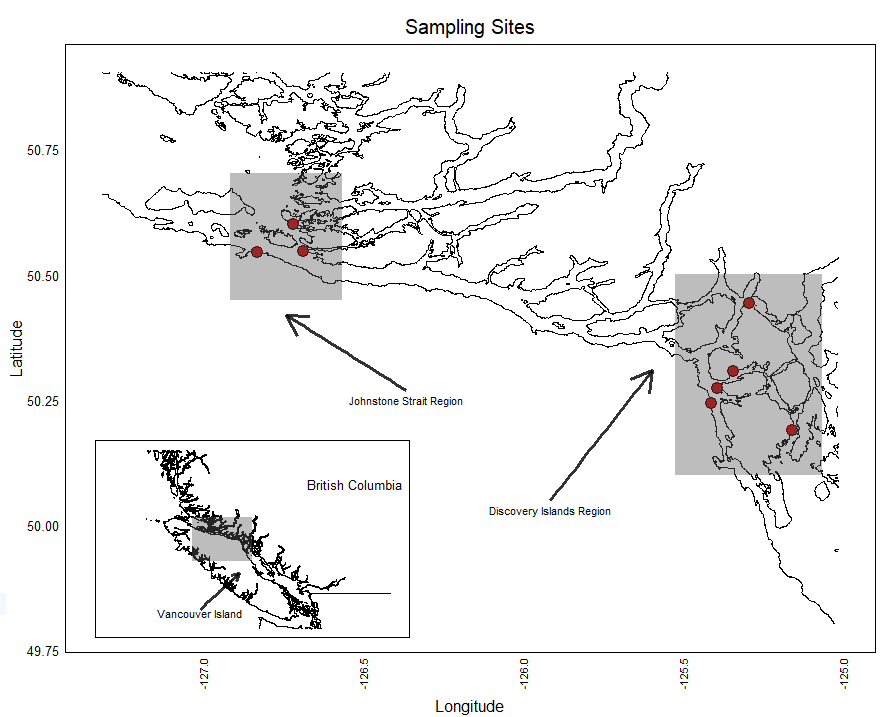 Sampling Sites
50.75
50.50
50.25
50.00
49.75
Latitude
Johnstone Strait Region
Discovery Islands Region
British Columbia
Vancouver Island
-127.0
-126.5
-126.0
-125.5
-125.0
Longitude